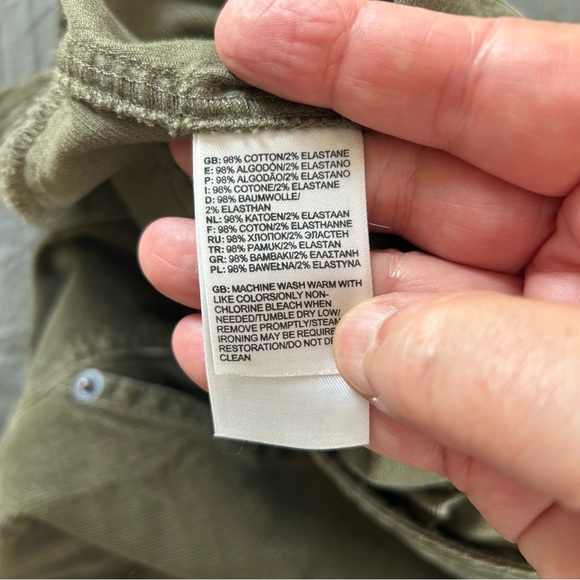 GB: 98% COTTON/2% ELASTANE
E: 98% ALGODÓN/2% ELASTANO
P: 98% ALGODÃO/2% ELASTANO
I: 98% COTONE/2% ELASTANE
D: 98% BAUMWOLLE/
2% ELASTHAN
NL: 98% KATOEN/2% ELASTAAN
F: 98% COTON/2% ELASTHANNE
RU: 98% ХЛОПОК/2% ЭЛАСТЕН
TR: 98% PAMUK/2% ELASTAN
GR: 98% ΒΑΜΒΑΚΙ/2% ΕΛΑΣΤΑΝΗ
PL: 98% BAWEŁNA/2% ELASTYNA
GB: MACHINE WASH WARM WITH
LIKE COLORS/ONLY NON-
CHLORINE BLEACH WHEN
NEEDED/TUMBLE DRY LOW/
REMOVE PROMPTLY/STEAM
IRONING MAY BE REQUIRE
RESTORATION/DO NOT DR
CLEAN